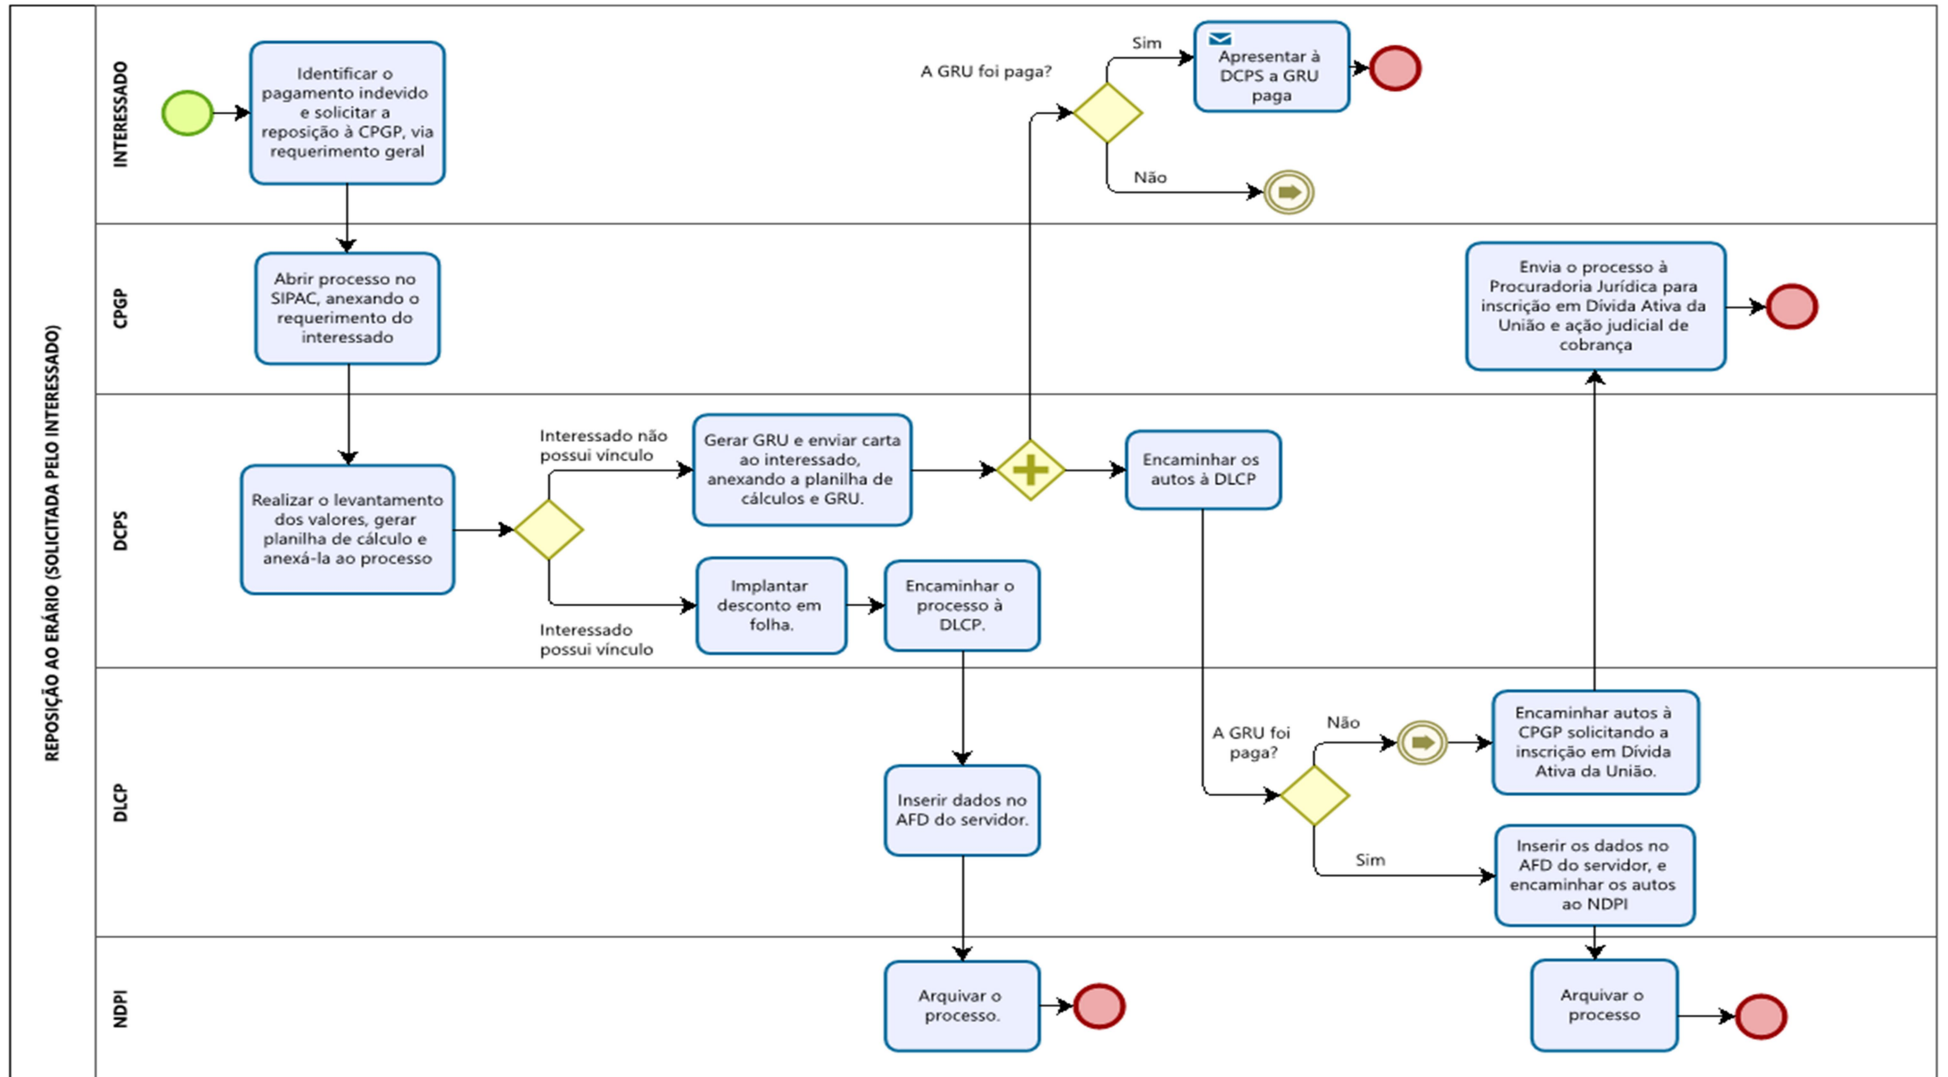 REPOSIÇÃO AO ERÁRIO (SOLICITADA PELO INTERESSADO)
INTERESSADO
Identificar o
pagamento indevido
e solicitar a
reposição à CPGP, via
requerimento geral
A GRU foi paga?
Sim
Apresentar à
DCPS a GRU
paga
Não
CPGP
Abrir processo no
SIPAC, anexando o
requerimento do
interessado
Envia o processo à
Procuradoria Jurídica para
inscrição em Dívida Ativa da
União e ação judicial de
cobrança
DCPS
Realizar o levantamento
dos valores, gerar
planilha de cálculo e
anexá-la ao processo
Interessado não
possui vínculo
Gerar GRU e enviar carta
ao interessado,
anexando a planilha de
cálculos e GRU.
Encaminhar os
autos à DLCP
Interessado
possui vínculo
Implantar
desconto em
folha.
Encaminhar o
processo à
DLCP.
DLCP
Inserir dados no
AFD do servidor.
A GRU foi
paga?
Não
Encaminhar autos à
CPGP solicitando a
inscrição em Dívida
Ativa da União.
Sim
Inserir os dados no
AFD do servidor, e
encaminhar os autos
ao NDPI
NDPI
Arquivar o
processo.
Arquivar o
processo